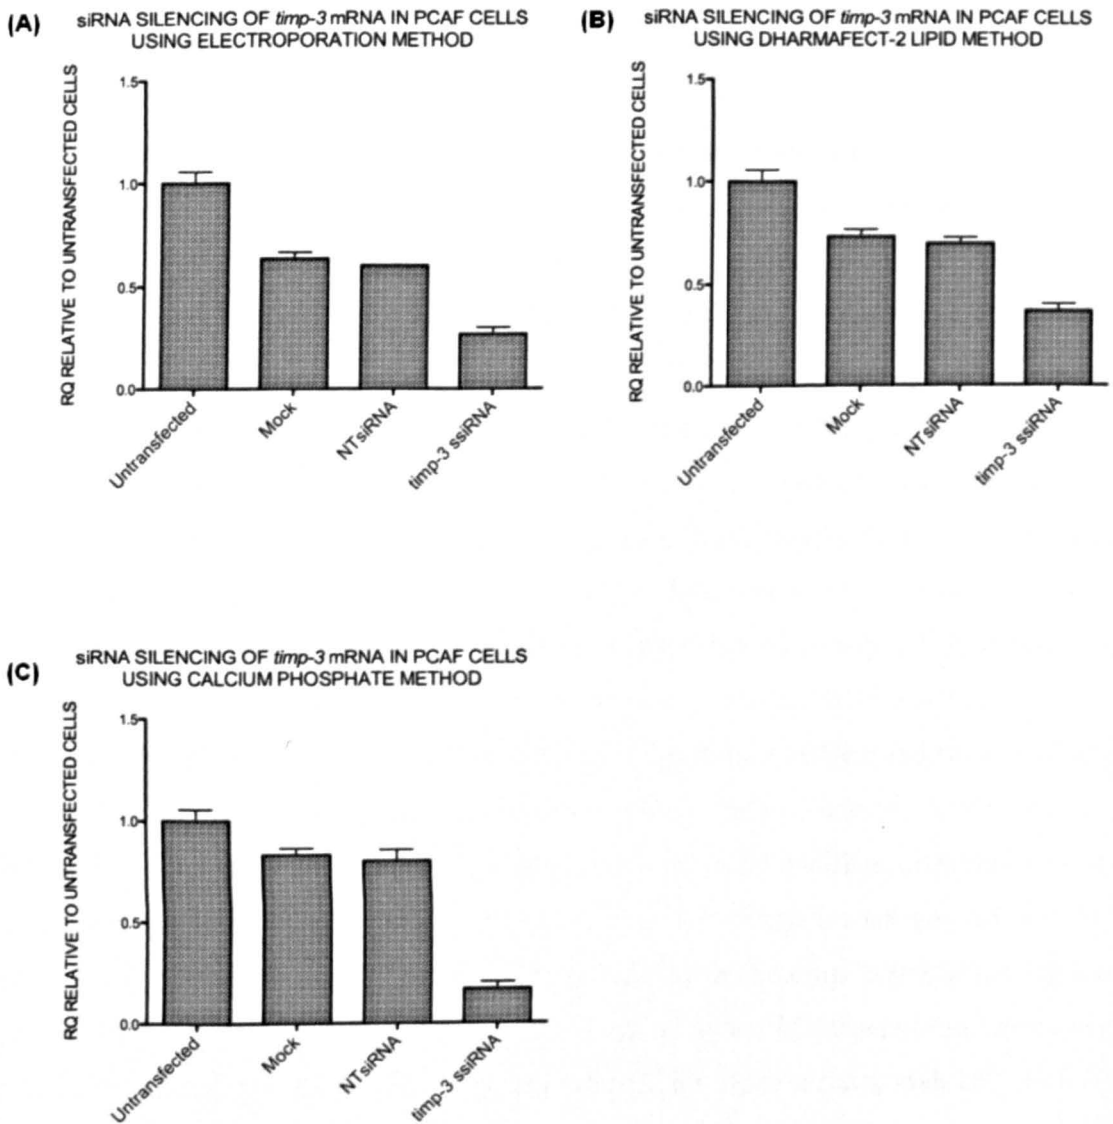 (A)
siRNA SILENCING OF timp-3 mRNA IN PCAF CELLS
USING ELECTROPORATION METHOD
RQ RELATIVE TO UNTRANSFECTED CELLS
1.5
1.0
0.5
0.0
Untransfected
Mock
NTsiRNA
timp-3 ssiRNA
(B)
siRNA SILENCING OF timp-3 mRNA IN PCAF CELLS
USING DHARMAFECT-2 LIPID METHOD
RQ RELATIVE TO UNTRANSFECTED CELLS
1.5
1.0
0.5
0.0
Untransfected
Mock
NTsiRNA
timp-3 ssiRNA
(C)
siRNA SILENCING OF timp-3 mRNA IN PCAF CELLS
USING CALCIUM PHOSPHATE METHOD
RQ RELATIVE TO UNTRANSFECTED CELLS
1.5
1.0
0.5
0.0
Untransfected
Mock
NTsiRNA
timp-3 ssiRNA